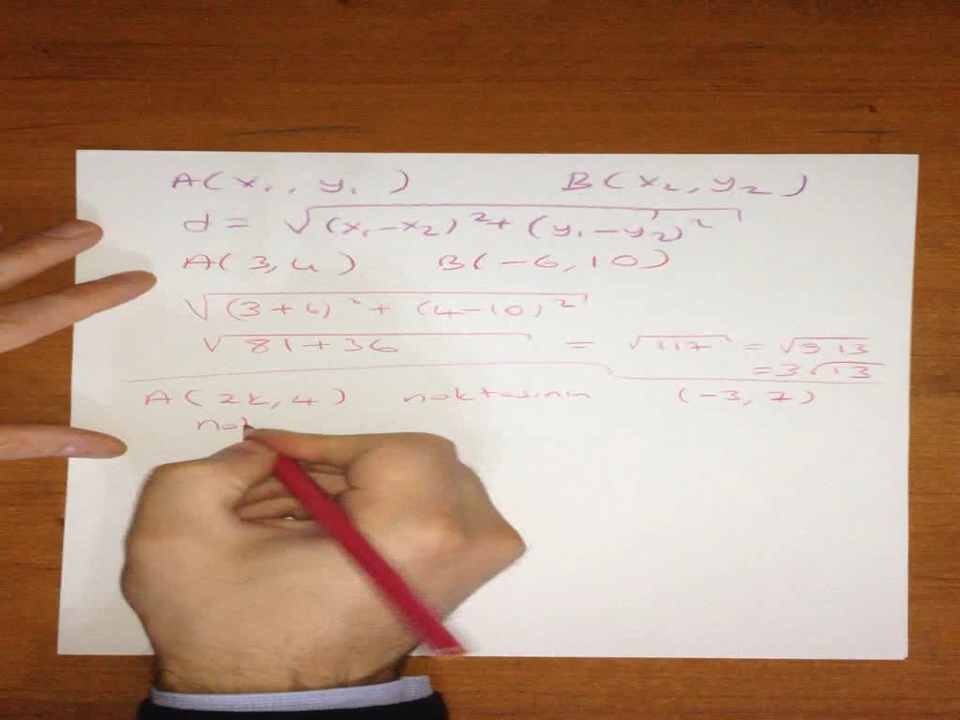 A(x₁, y₁) B(x₂, y₂)
d = √(x₁-x₂)²+(y₁-y₂)²
A(3,4) B(-6,10)
√(3+6)²+(4-10)²
√81+36 = √117 = √9.13
=3√13
A(2k,4) noktasının (-3,7)
nok